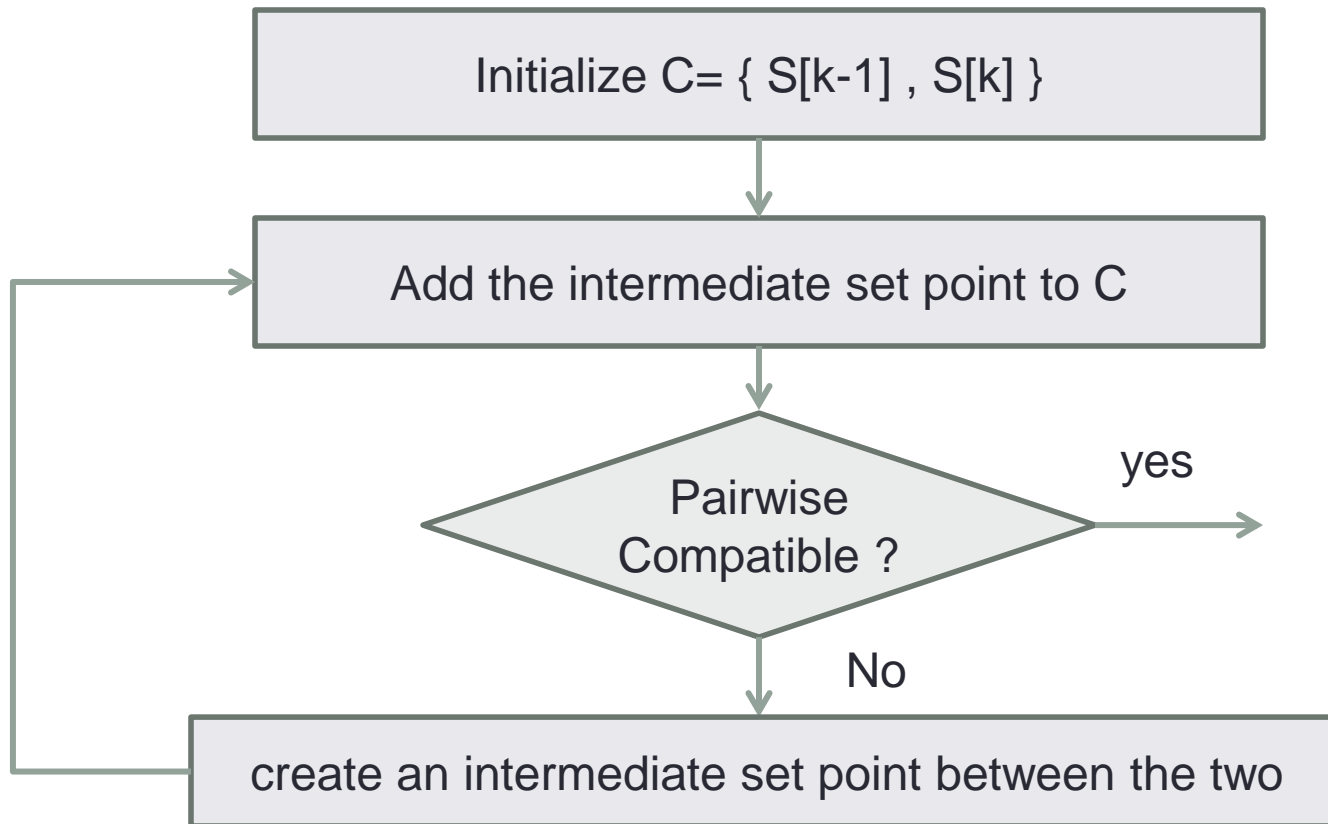 Initialize C= { S[k-1] , S[k] }
Add the intermediate set point to C
yes
Pairwise
Compatible ?
No
create an intermediate set point between the two